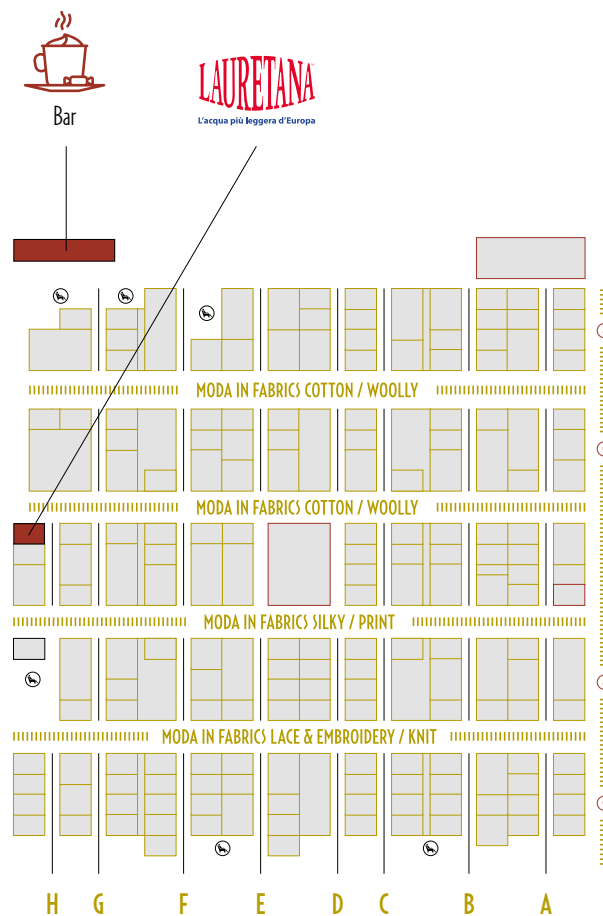 Bar
LAURETANA
L'acqua più leggera d'Europa
MODA IN FABRICS COTTON / WOOLLY
MODA IN FABRICS COTTON / WOOLLY
MODA IN FABRICS SILKY / PRINT
MODA IN FABRICS LACE & EMBROIDERY / KNIT
H G F E D C B A